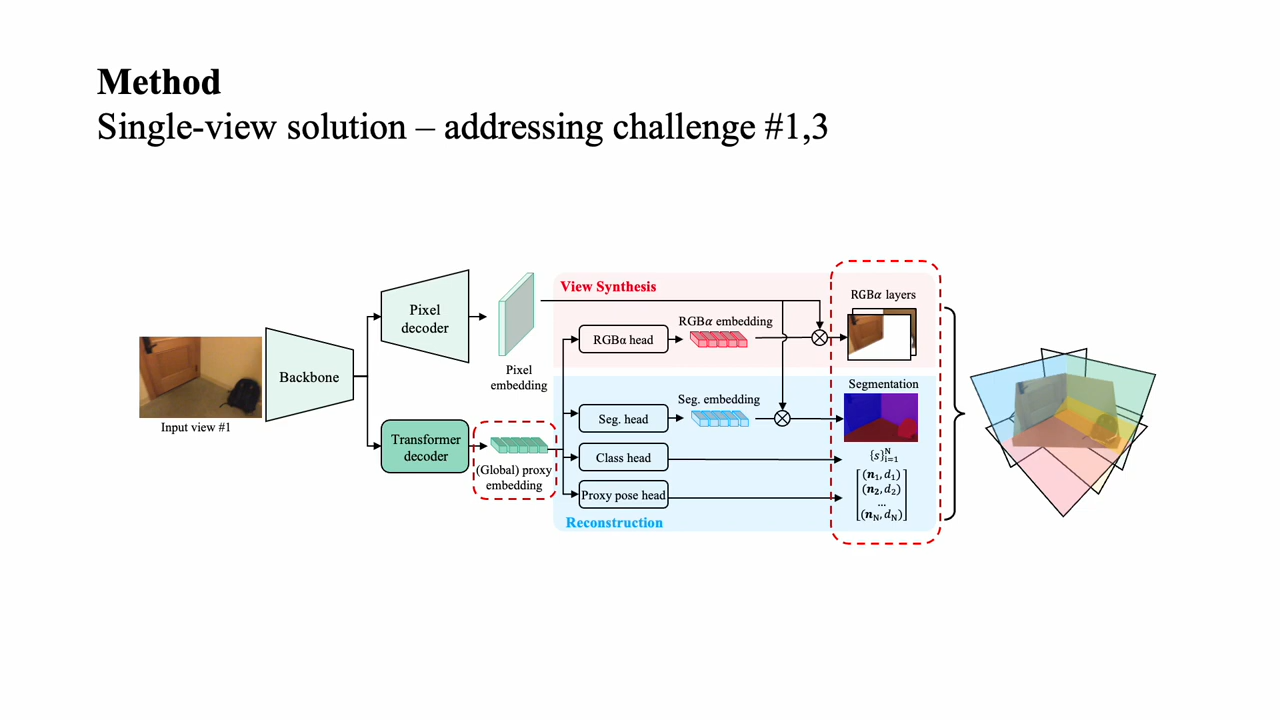 Method
Single-view solution – addressing challenge #1,3
Input view #1
Backbone
Pixel
decoder
Transformer
decoder
Pixel
embedding
(Global) proxy
embedding
View Synthesis
RGBα head
RGBα embedding
Seg. head
Seg. embedding
Class head
Proxy pose head
Reconstruction
RGBα layers
Segmentation
{s}ᴺᵢ₌₁
(n₁, d₁)
(n₂, d₂)
...
(n_N, d_N)